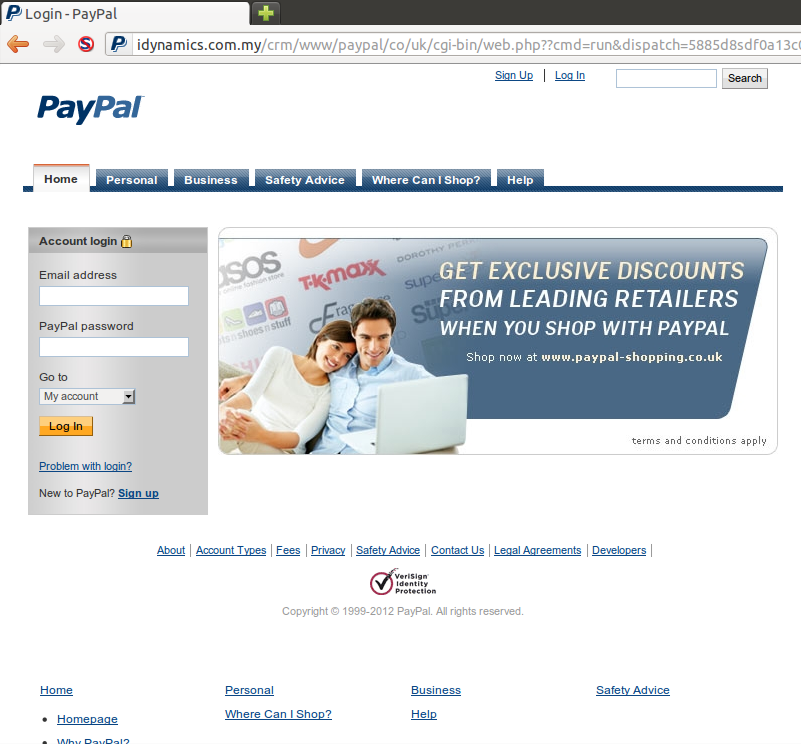 Login - PayPal
idynamics.com.my/crm/www/paypal/co/uk/cgi-bin/web.php??cmd=run&dispatch=5885d8sdf0a13c0
Sign Up | Log In
Search
PayPal
Home
Personal
Business
Safety Advice
Where Can I Shop?
Help
Account login
Email address
PayPal password
Go to
My account
Log In
Problem with login?
New to PayPal? Sign up
asos
T·K·maxx
DOROTHY PER
GET EXCLUSIVE DISCOUNTS
FROM LEADING RETAILERS
WHEN YOU SHOP WITH PAYPAL
Shop now at www.paypal-shopping.co.uk
terms and conditions apply
About | Account Types | Fees | Privacy | Safety Advice | Contact Us | Legal Agreements | Developers |
VeriSign
Identity
Protection
Copyright © 1999-2012 PayPal. All rights reserved.
Home
Personal
Business
Safety Advice
Homepage
Where Can I Shop?
Help
Why PayPal?